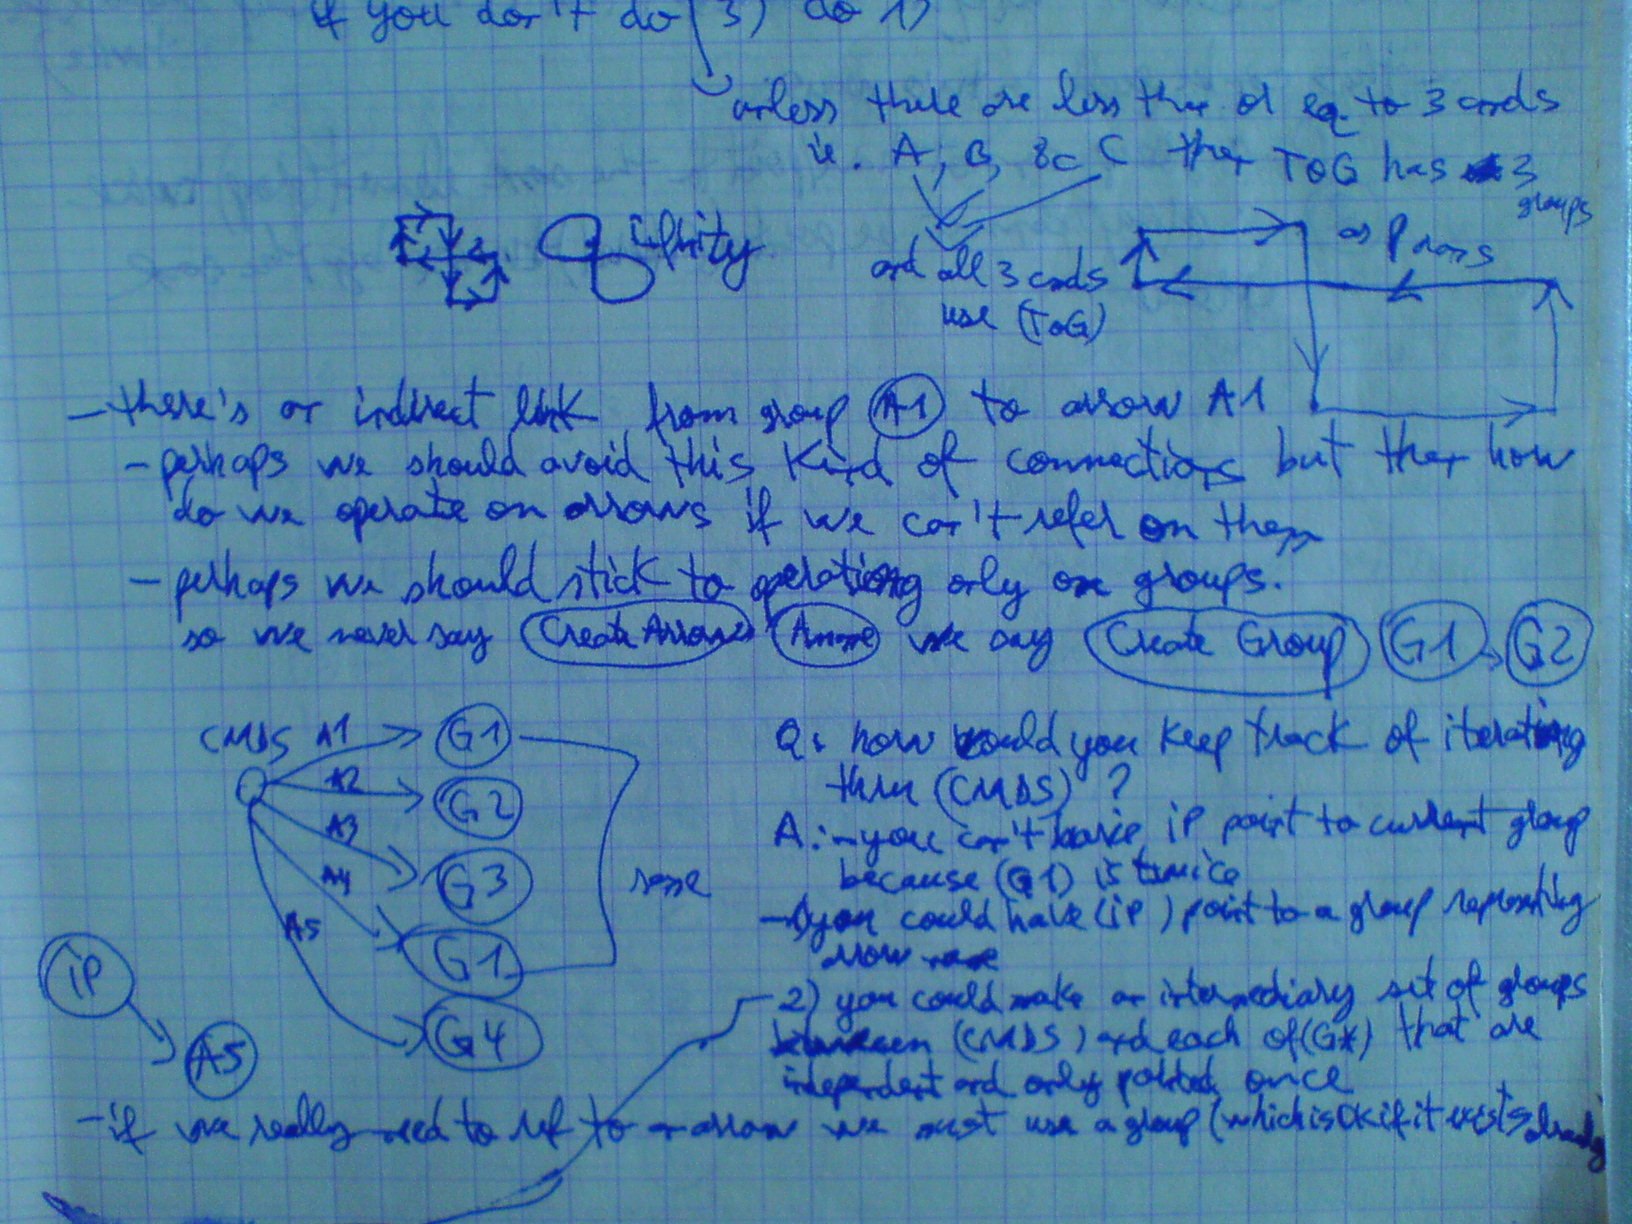 if you don't do 3) do 1)
unless there are less than or eq. to 3 conds
ie. A, B, &c C then ToG has 3
groups
infinity
and all 3 conds
use (ToG)
as params
- there's an indirect link from group (A1) to arrow A1
- perhaps we should avoid this kind of connections but then how
do we operate on arrows if we can't refer on them
- perhaps we should stick to operating only on groups.
so we never say (Create Arrow) we say (Create Group) (G1) → (G2)
CMDS A1 G1
A2 G2
A3 G3
A4 G1
A5 G4
same
iP
A5
Q: how would you keep track of iterating
thru (CMDS) ?
A: - you can't have iP point to current group
because (G1) is twice
- 1) you could have (iP) point to a group representing
arrow
- 2) you could make an intermediary set of groups
between (CMDS) and each of (G*) that are
independent and only pointed once
- if we really need to ref to an arrow we must use a group (which is OK if it exists already)